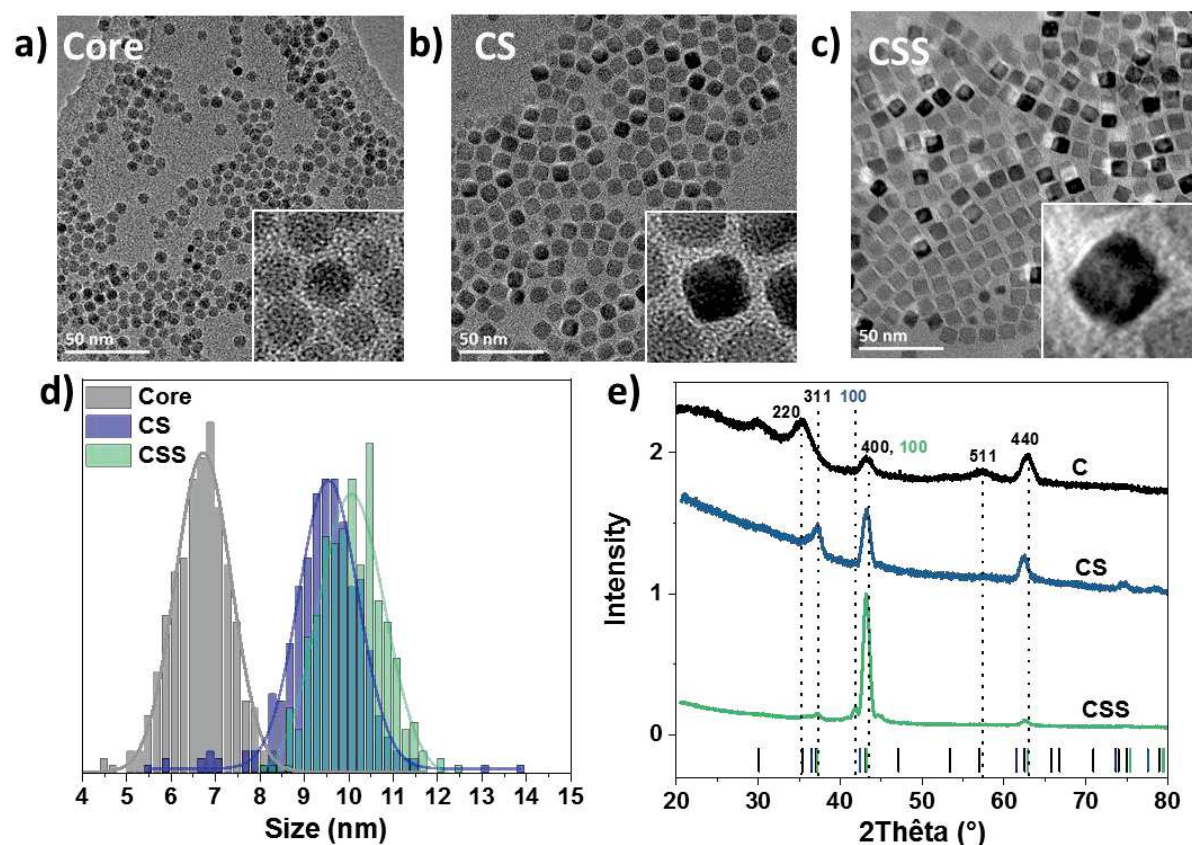 a) Core
50 nm
b) CS
50 nm
c) CSS
50 nm
d)
Core
CS
CSS
4 5 6 7 8 9 10 11 12 13 14 15
Size (nm)
e)
220 311 100
400, 100
511
440
C
CS
CSS
2
1
0
Intensity
20 30 40 50 60 70 80
2Thêta (°)